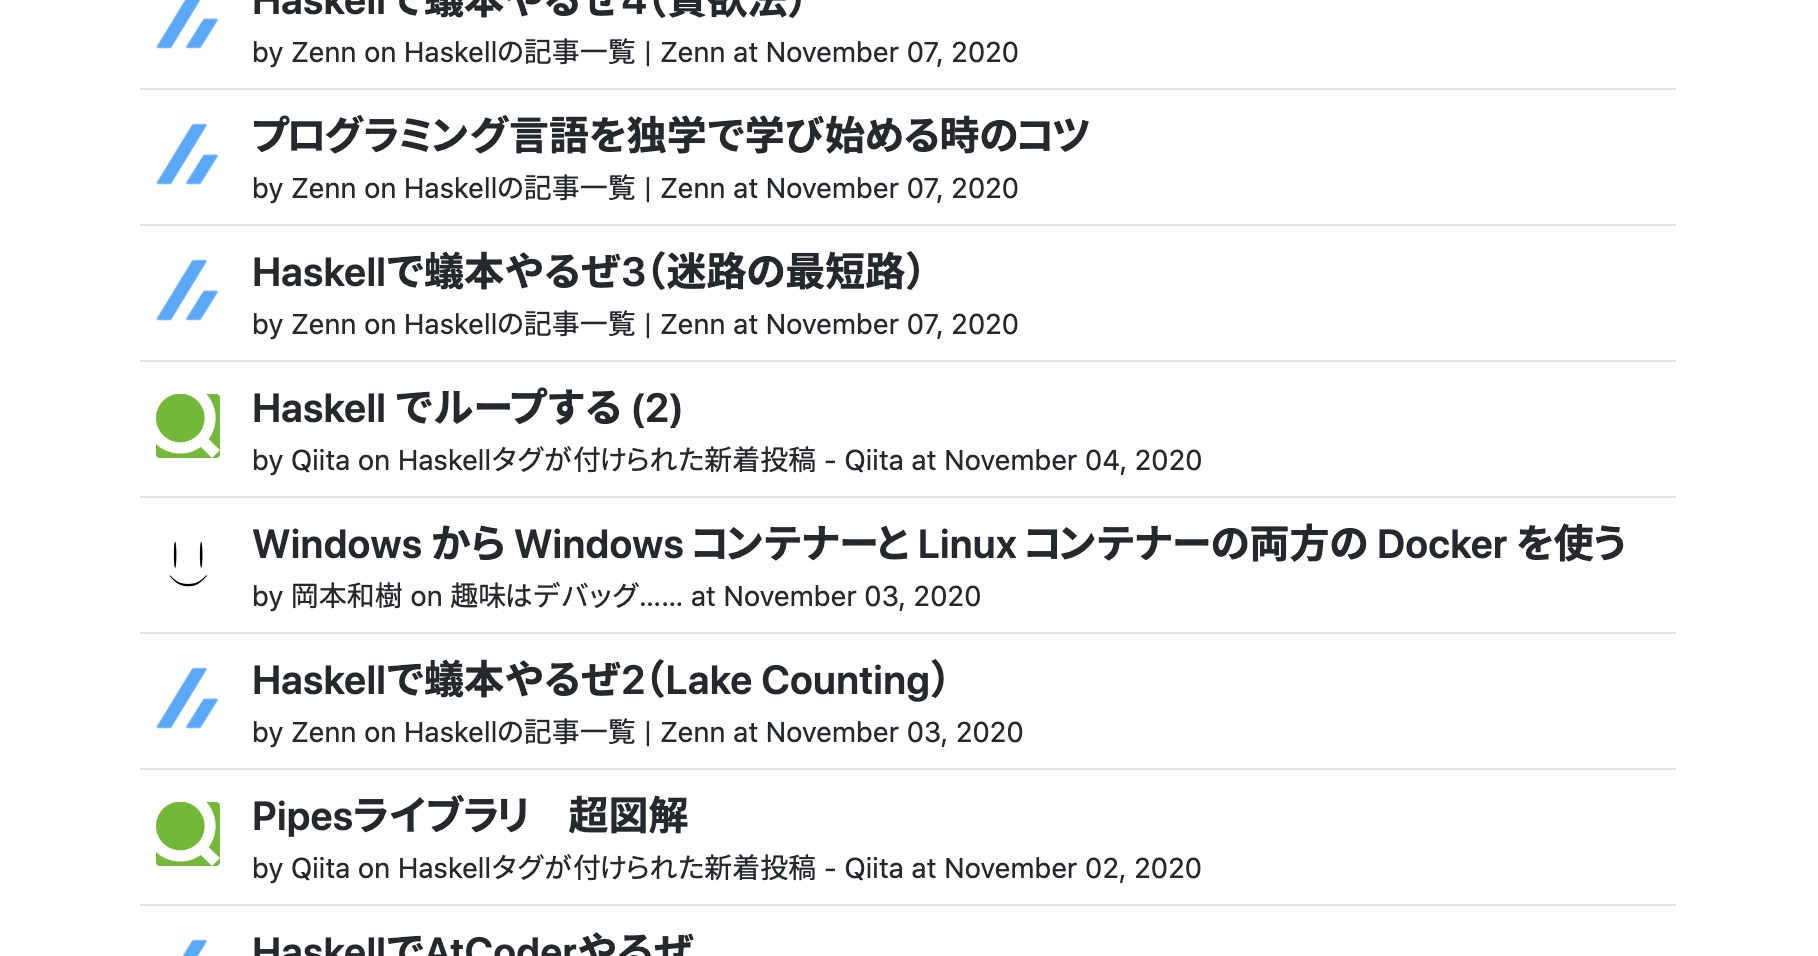 Haskellで蟻本やるぜ4（貪欲法）
by Zenn on Haskellの記事一覧 | Zenn at November 07, 2020
プログラミング言語を独学で学び始める時のコツ
by Zenn on Haskellの記事一覧 | Zenn at November 07, 2020
Haskellで蟻本やるぜ3（迷路の最短路）
by Zenn on Haskellの記事一覧 | Zenn at November 07, 2020
Haskell でループする (2)
by Qiita on Haskellタグが付けられた新着投稿 - Qiita at November 04, 2020
Windows から Windows コンテナーと Linux コンテナーの両方の Docker を使う
by 岡本和樹 on 趣味はデバッグ…… at November 03, 2020
Haskellで蟻本やるぜ2（Lake Counting）
by Zenn on Haskellの記事一覧 | Zenn at November 03, 2020
Pipesライブラリ　超図解
by Qiita on Haskellタグが付けられた新着投稿 - Qiita at November 02, 2020
HaskellでAtCoderやるぜ